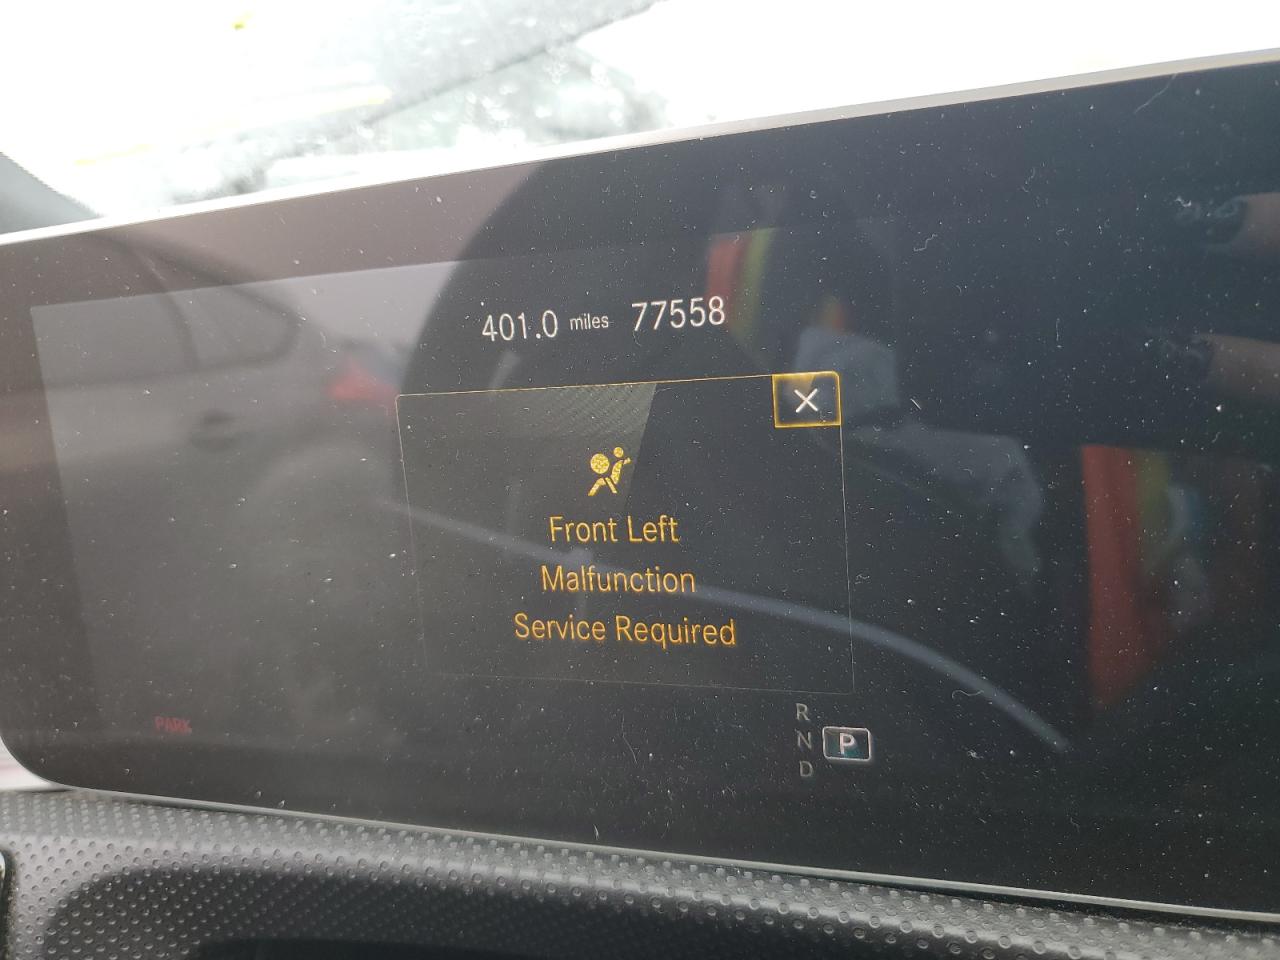 401.0 miles 77558
Front Left
Malfunction
Service Required
PARK
R
N P
D